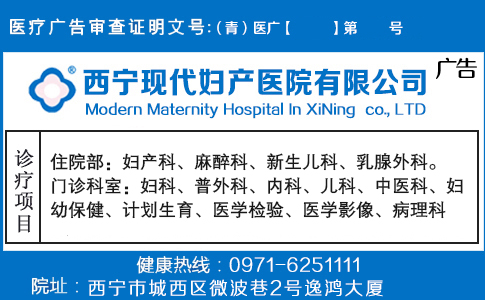 医疗广告审查证明文号:(青)医广【 】第 号
广告
西宁现代妇产医院有限公司
Modern Maternity Hospital In XiNing co., LTD
诊疗项目
住院部：妇产科、麻醉科、新生儿科、乳腺外科。
门诊科室：妇科、普外科、内科、儿科、中医科、妇
幼保健、计划生育、医学检验、医学影像、病理科
健康热线：0971-6251111
院址：西宁市城西区微波巷2号逸鸿大厦